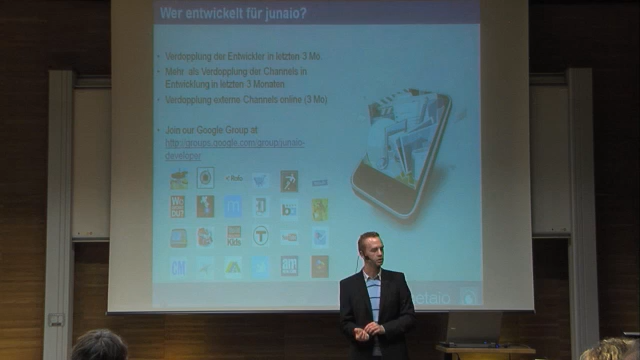 Wer entwickelt für junaio?
• Verdopplung der Entwickler in letzten 3 Mo.
• Mehr als Verdopplung der Channels in
Entwicklung in letzten 3 Monaten
• Verdopplung externe Channels online (3 Mo)
• Join our Google Group at
http://groups.google.com/group/junaio-
developer
T
CM
etaio